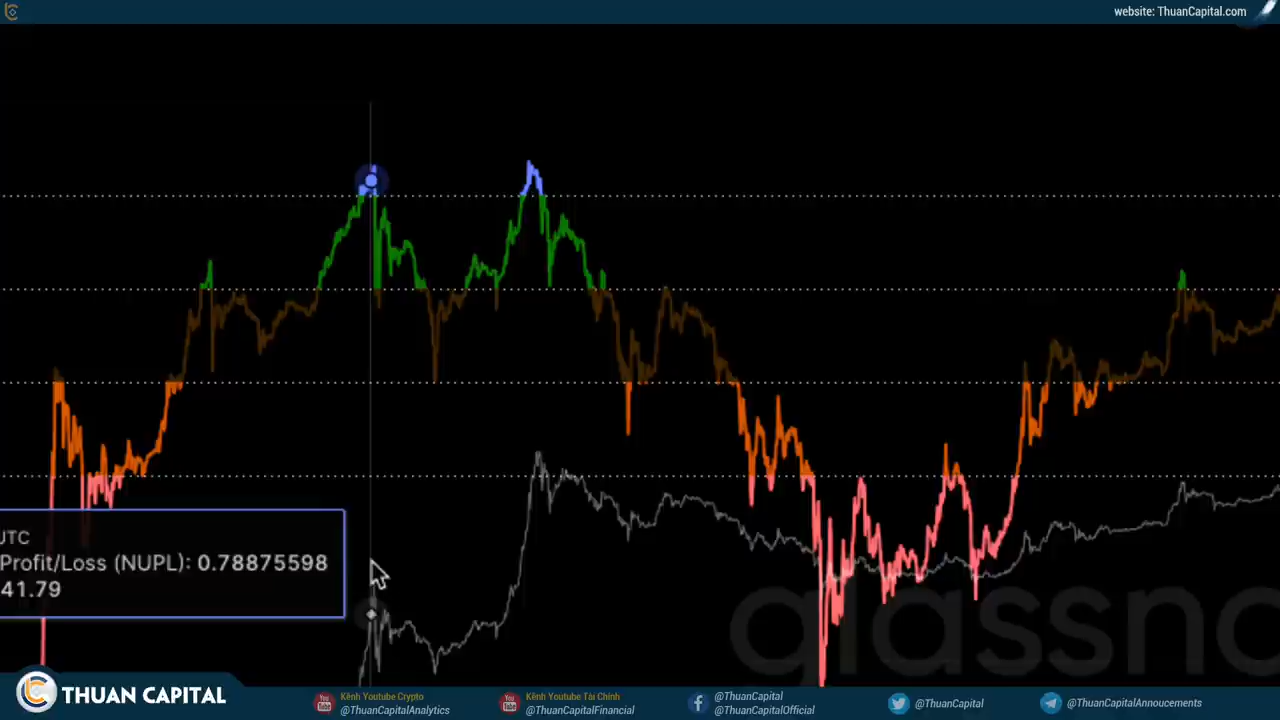 website: ThuanCapital.com
UTC
Profit/Loss (NUPL): 0.78875598
41.79
glassno
THUAN CAPITAL
Kênh Youtube Crypto
@ThuanCapitalAnalytics
Kênh Youtube Tài Chính
@ThuanCapitalFinancial
@ThuanCapital
@ThuanCapitalOfficial
@ThuanCapital
@ThuanCapitalAnnoucements